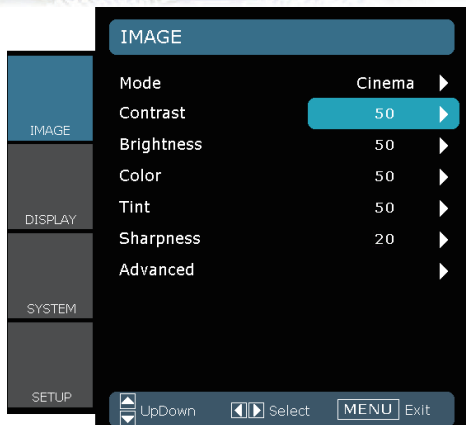 IMAGE
Mode Cinema
Contrast 50
Brightness 50
Color 50
Tint 50
Sharpness 20
Advanced
IMAGE
DISPLAY
SYSTEM
SETUP
UpDown Select MENU Exit